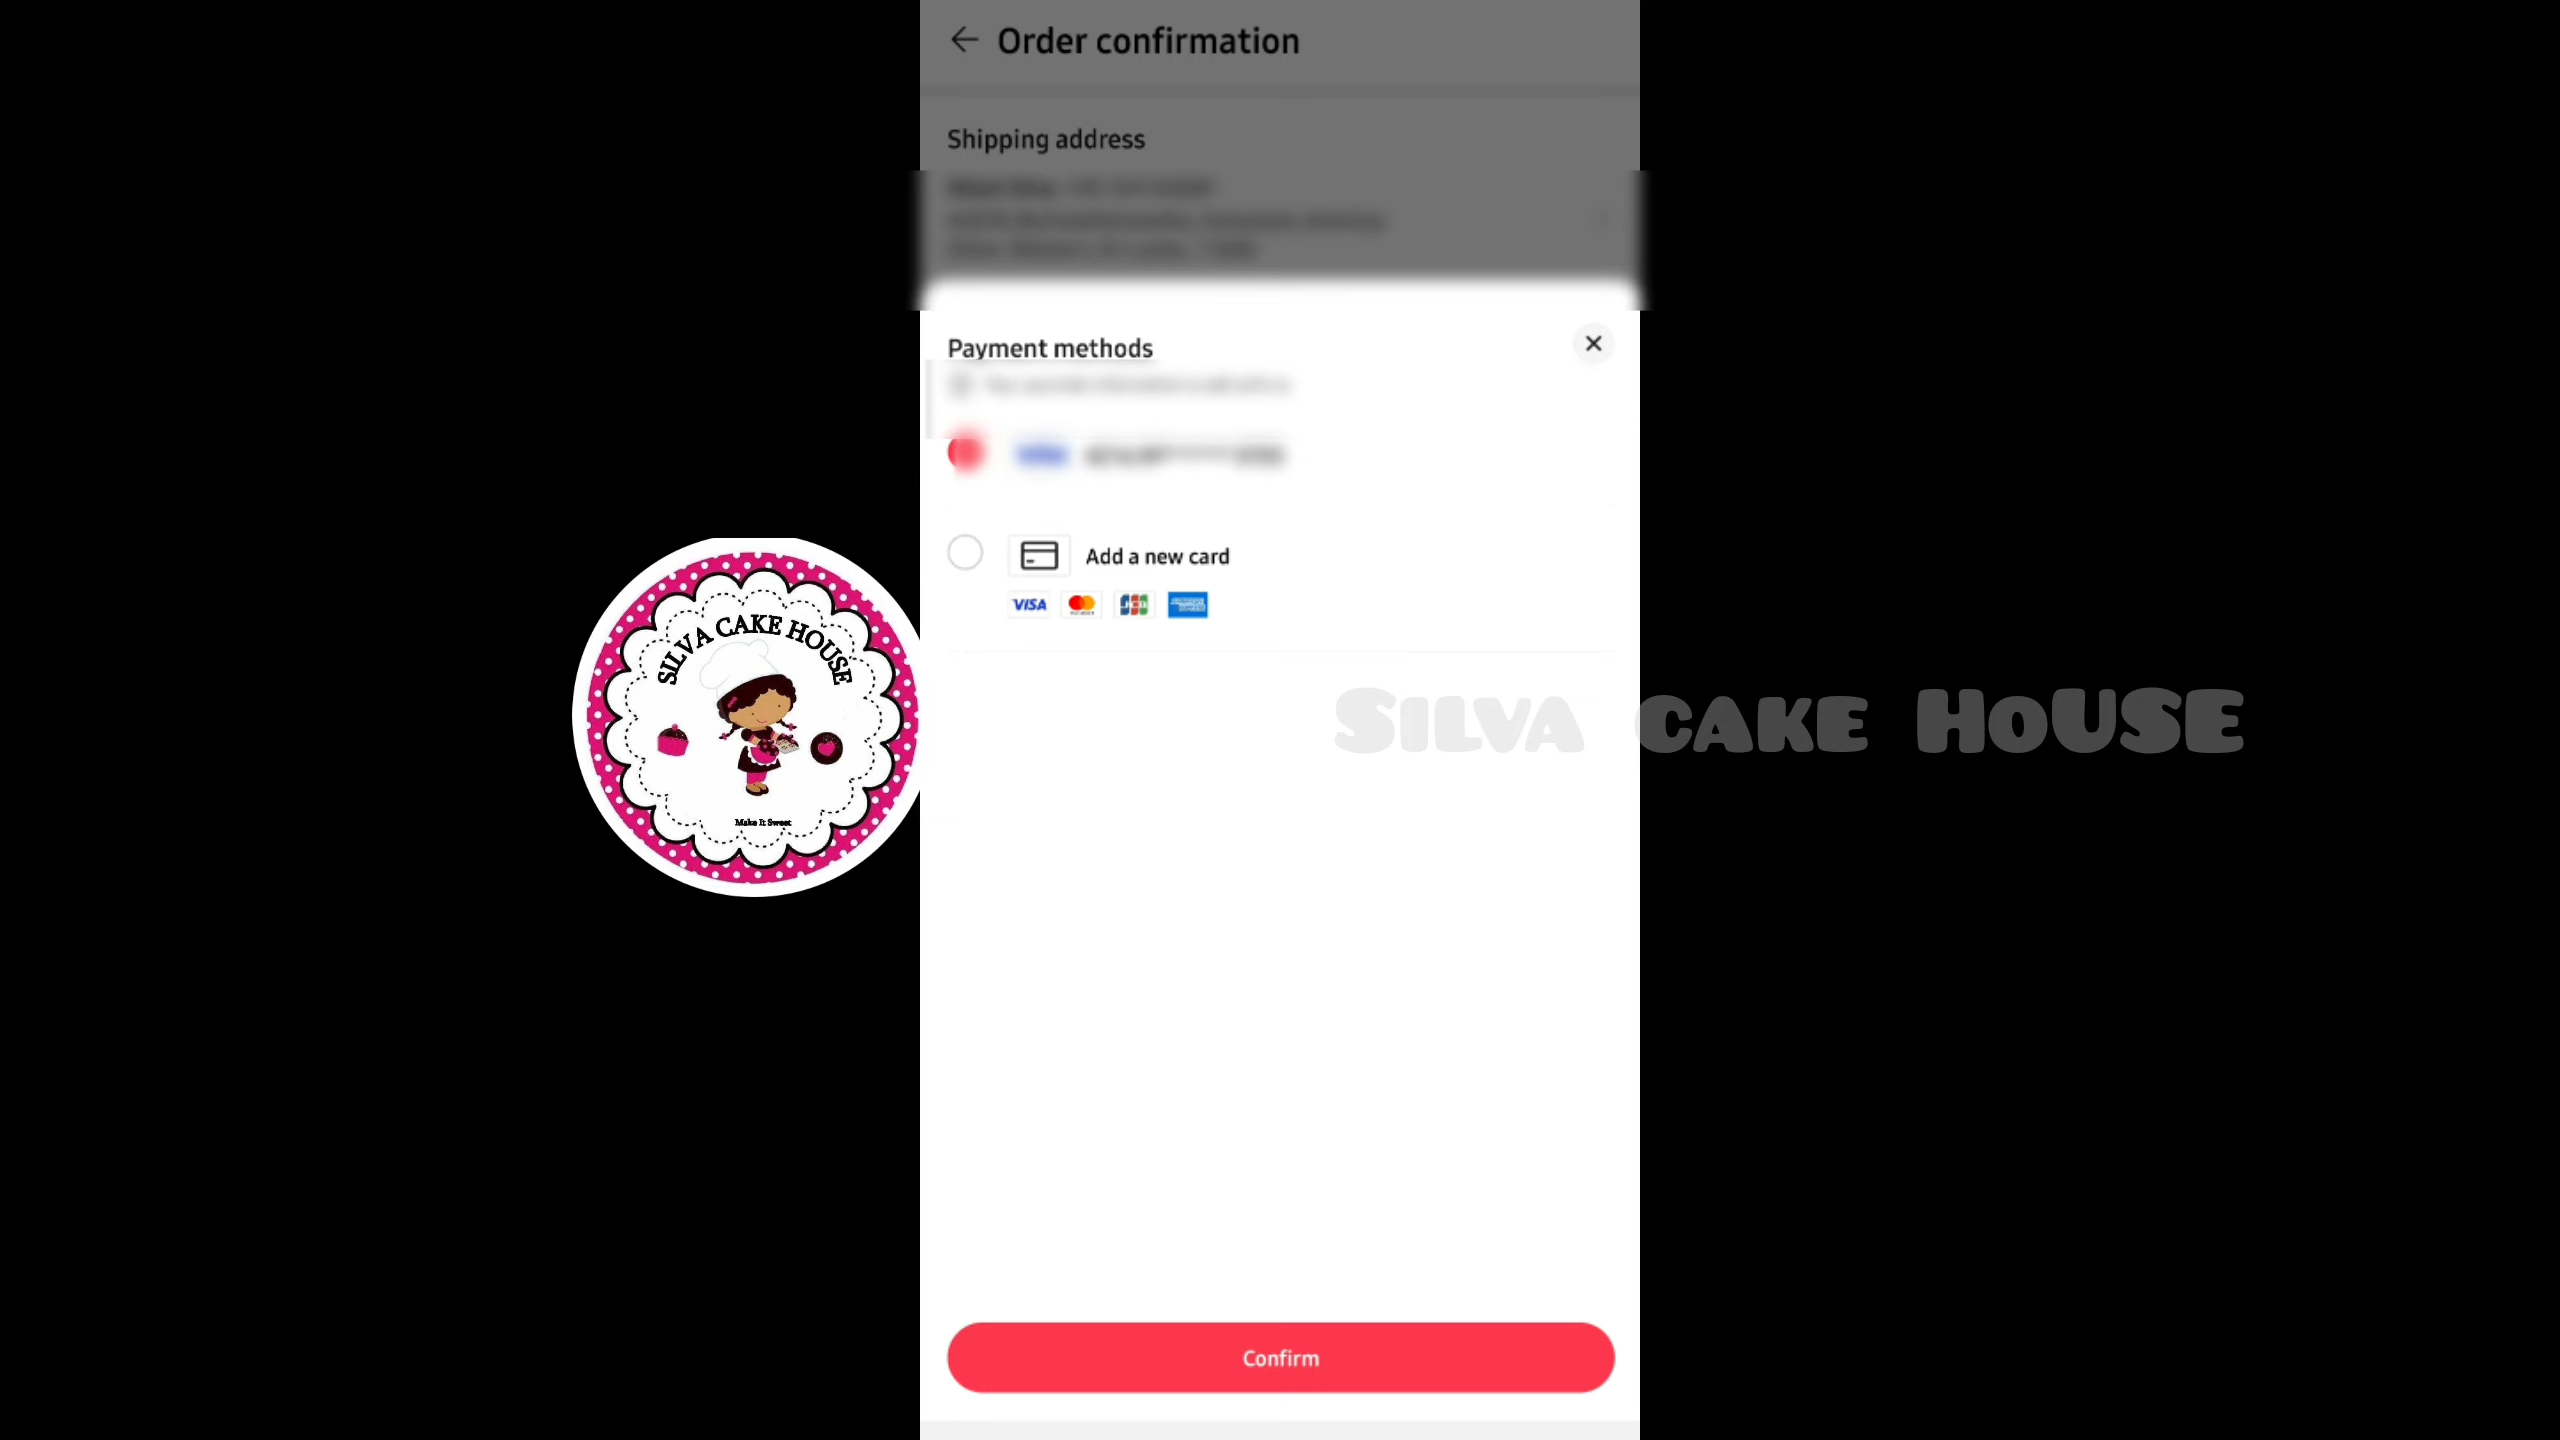 Order confirmation
Shipping address
Payment methods
VISA
Add a new card
VISA
JCB
SILVA CAKE HOUSE
Make It Sweet
SILVA CAKE HOUSE
Confirm